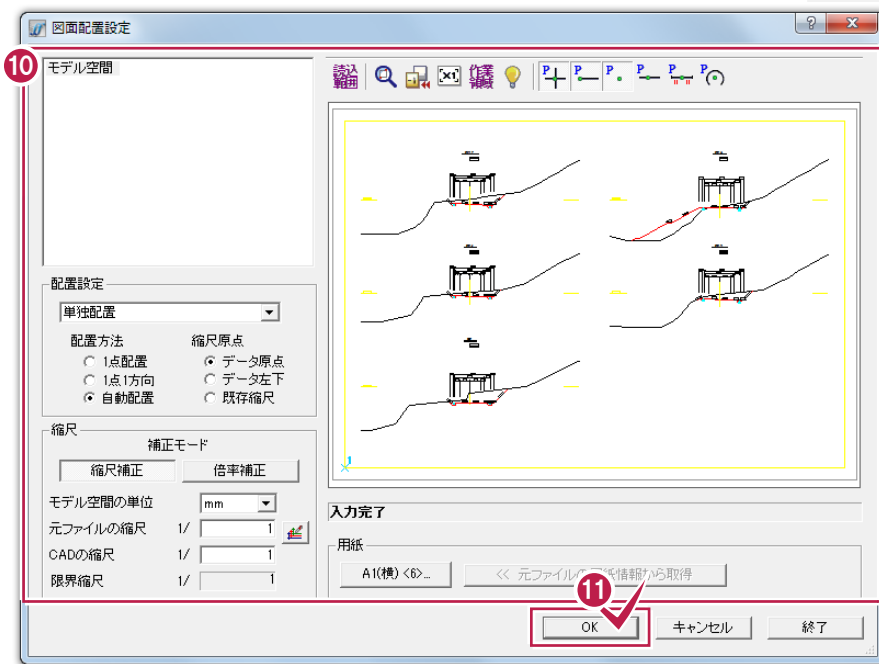 図面配置設定
?
10
モデル空間
読込
範囲
[×1]
作業
領域
P P P P P P
配置設定
単独配置
配置方法 縮尺原点
1点配置 データ原点
1点1方向 データ左下
自動配置 既存縮尺
縮尺
補正モード
縮尺補正 倍率補正
モデル空間の単位 mm
元ファイルの縮尺 1/ 1
CADの縮尺 1/ 1
限界縮尺 1/ 1
1
入力完了
用紙
A1(横) <6>...
<< 元ファイルの 紙情報から取得
11
OK キャンセル 終了